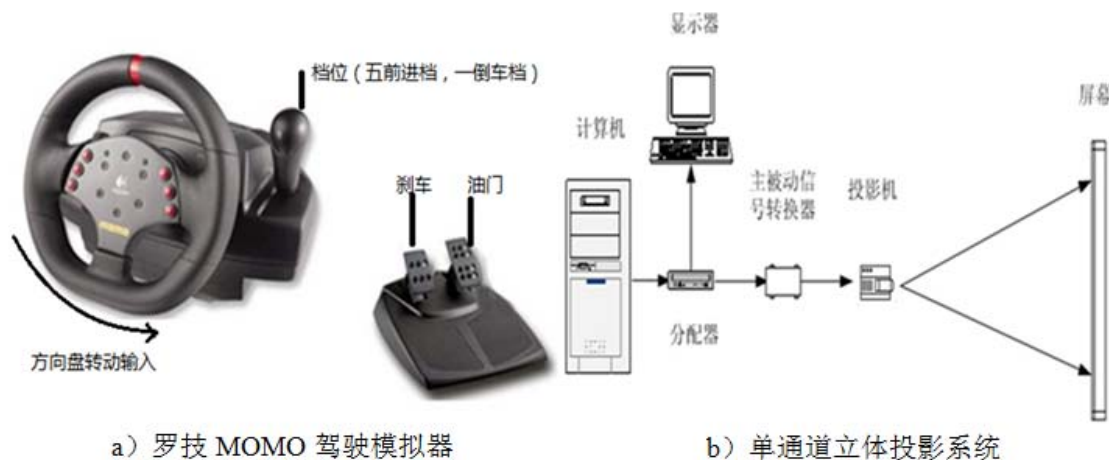 档位（五前进档，一倒车档）
刹车
油门
方向盘转动输入
a）罗技 MOMO 驾驶模拟器
显示器
计算机
主被动信
号转换器
投影机
屏幕
分配器
b）单通道立体投影系统